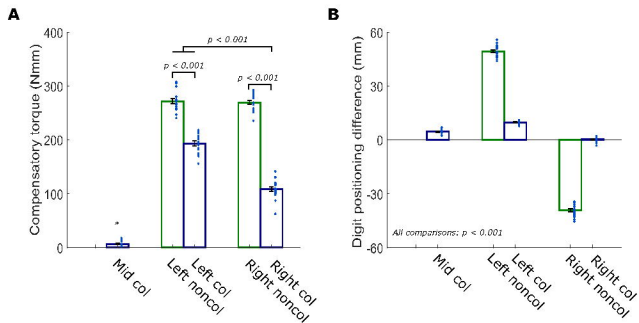 A
B
Compensatory torque (Nmm)
400
300
200
100
0
p < 0.001
p < 0.001
p < 0.001
Mid col
Left noncol
Left col
Right noncol
Right col
Digit positioning difference (mm)
60
30
0
-30
-60
All comparisons: p < 0.001
Mid col
Left noncol
Left col
Right noncol
Right col